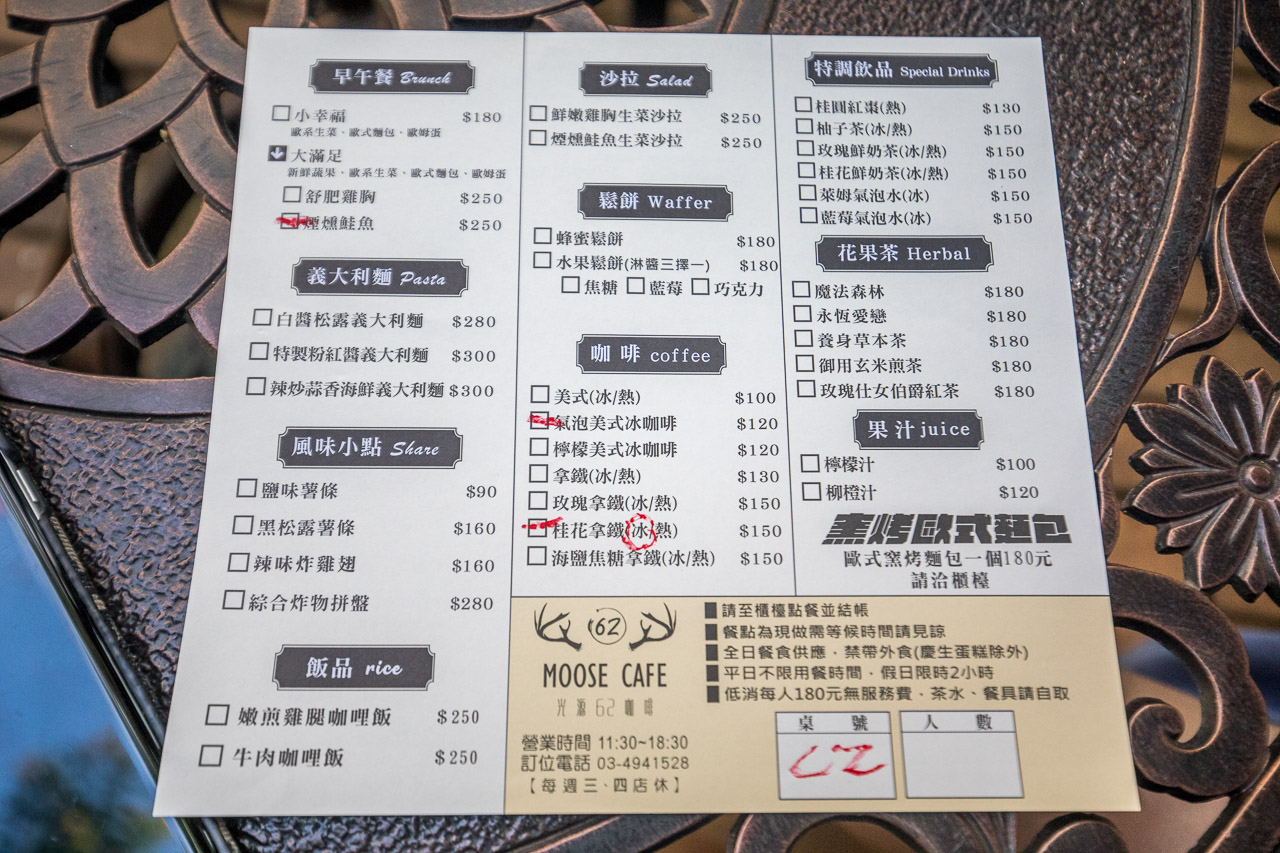 早午餐 Brunch
小幸福 $180
歐系生菜、歐式麵包、歐姆蛋
大滿足
新鮮蔬果、歐系生菜、歐式麵包、歐姆蛋
舒肥雞胸 $250
煙燻鮭魚 $250
義大利麵 Pasta
白醬松露義大利麵 $280
特製粉紅醬義大利麵 $300
辣炒蒜香海鮮義大利麵 $300
風味小點 Share
鹽味薯條 $90
黑松露薯條 $160
辣味炸雞翅 $160
綜合炸物拼盤 $280
飯品 rice
嫩煎雞腿咖哩飯 $250
牛肉咖哩飯 $250
沙拉 Salad
鮮嫩雞胸生菜沙拉 $250
煙燻鮭魚生菜沙拉 $250
鬆餅 Waffer
蜂蜜鬆餅 $180
水果鬆餅(淋醬三擇一) $180
焦糖 藍莓 巧克力
咖啡 coffee
美式(冰/熱) $100
氣泡美式冰咖啡 $120
檸檬美式冰咖啡 $120
拿鐵(冰/熱) $130
玫瑰拿鐵(冰/熱) $150
桂花拿鐵(冰/熱) $150
海鹽焦糖拿鐵(冰/熱) $150
特調飲品 Special Drinks
桂圓紅棗(熱) $130
柚子茶(冰/熱) $150
玫瑰鮮奶茶(冰/熱) $150
桂花鮮奶茶(冰/熱) $150
萊姆氣泡水(冰) $150
藍莓氣泡水(冰) $150
花果茶 Herbal
魔法森林 $180
永恆愛戀 $180
養身草本茶 $180
御用玄米煎茶 $180
玫瑰仕女伯爵紅茶 $180
果汁 juice
檸檬汁 $100
柳橙汁 $120
窯烤歐式麵包
歐式窯烤麵包一個180元
請洽櫃檯
62
MOOSE CAFE
光源62咖啡
營業時間 11:30~18:30
訂位電話 03-4941528
【每週三、四店休】
請至櫃檯點餐並結帳
餐點為現做需等候時間請見諒
全日餐食供應．禁帶外食(慶生蛋糕除外)
平日不限用餐時間．假日限時2小時
低消每人180元無服務費．茶水、餐具請自取
桌號
人數